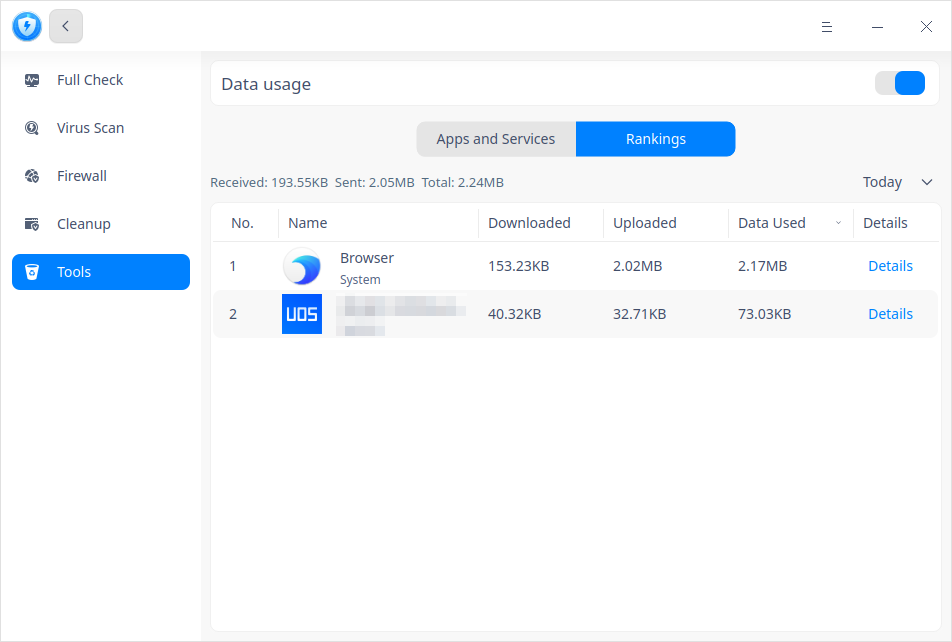 Full Check
Virus Scan
Firewall
Cleanup
Tools
Data usage
Apps and Services Rankings
Received: 193.55KB Sent: 2.05MB Total: 2.24MB Today
No. Name Downloaded Uploaded Data Used Details
1 Browser System 153.23KB 2.02MB 2.17MB Details
2 UOS 40.32KB 32.71KB 73.03KB Details